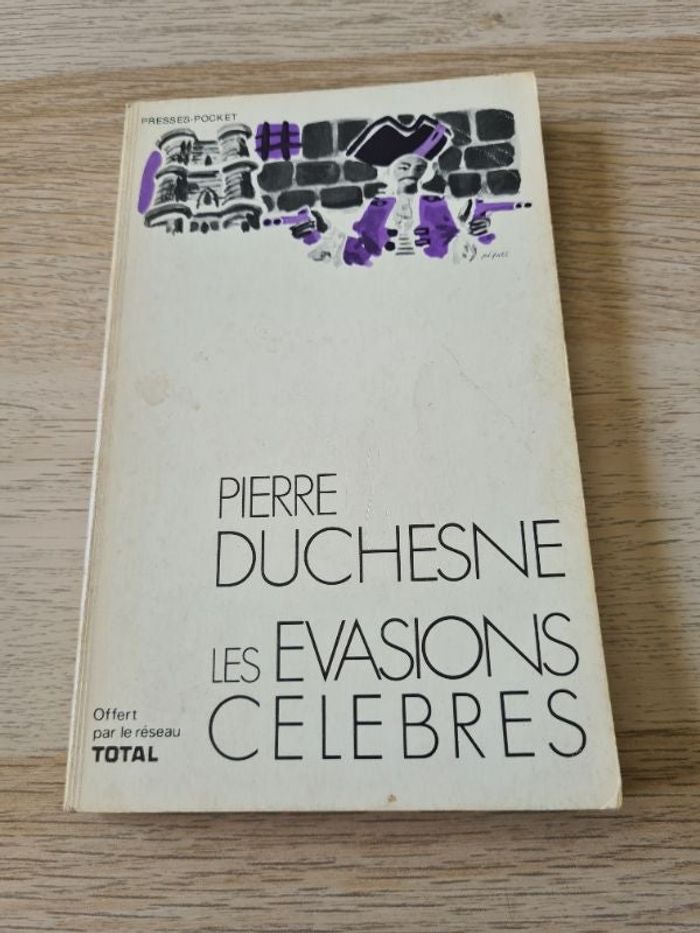 PRESSES-POCKET
PIERRE
DUCHESNE
LES EVASIONS
CELEBRES
Offert
par le réseau
TOTAL